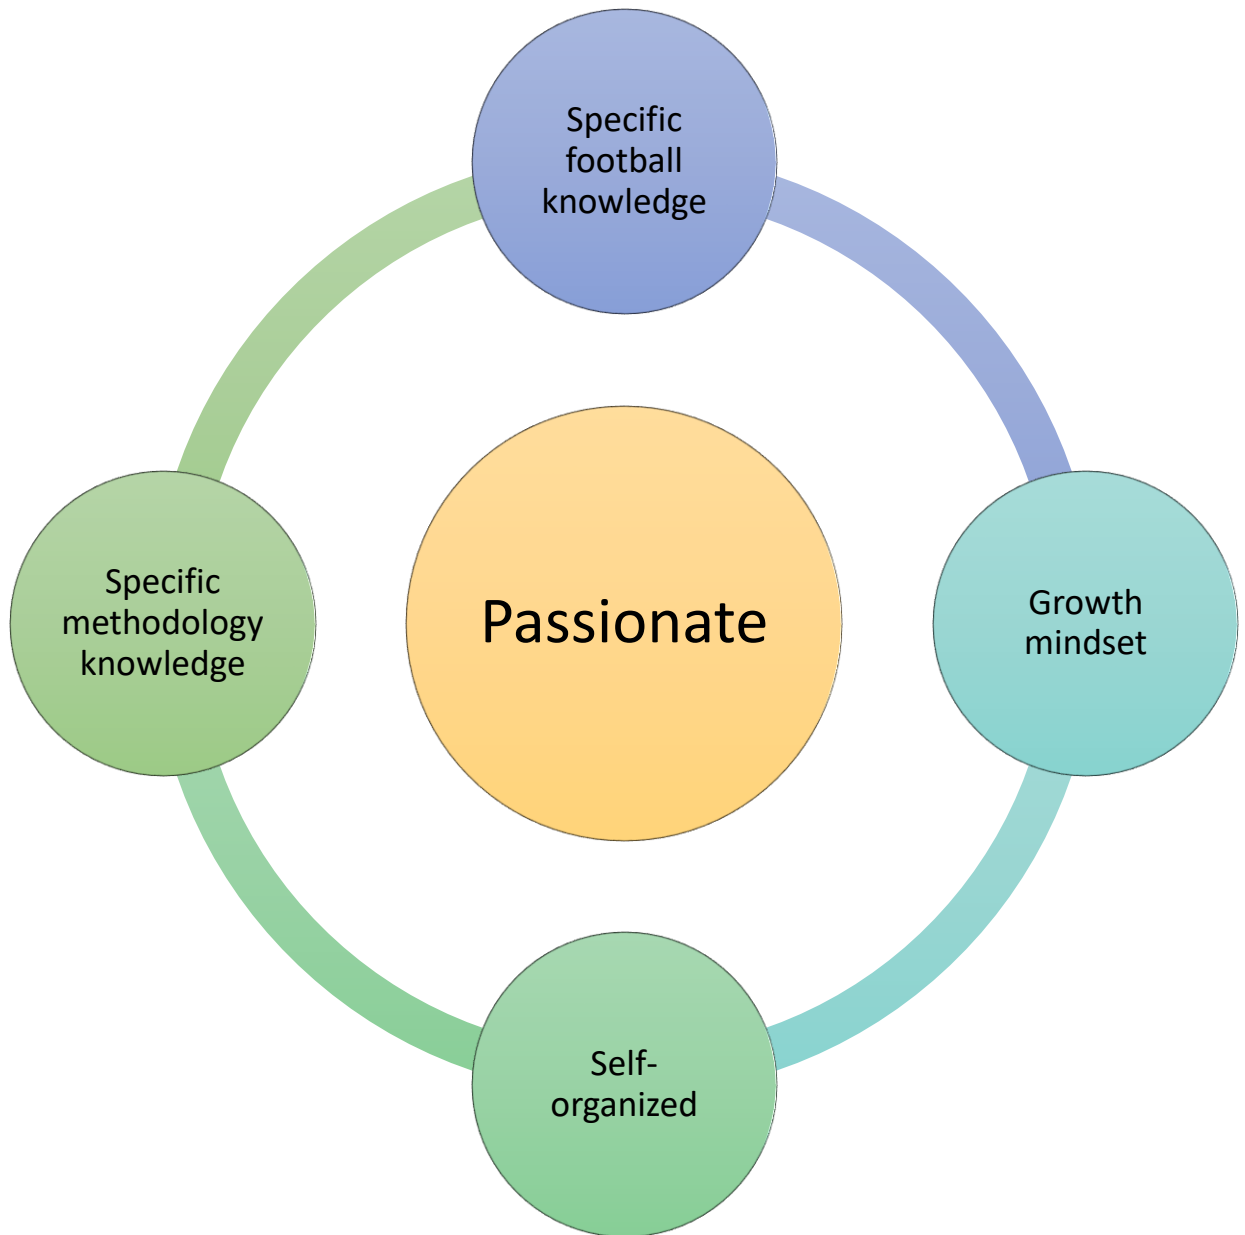 Specific
football
knowledge
Specific
methodology
knowledge
Passionate
Growth
mindset
Self-
organized